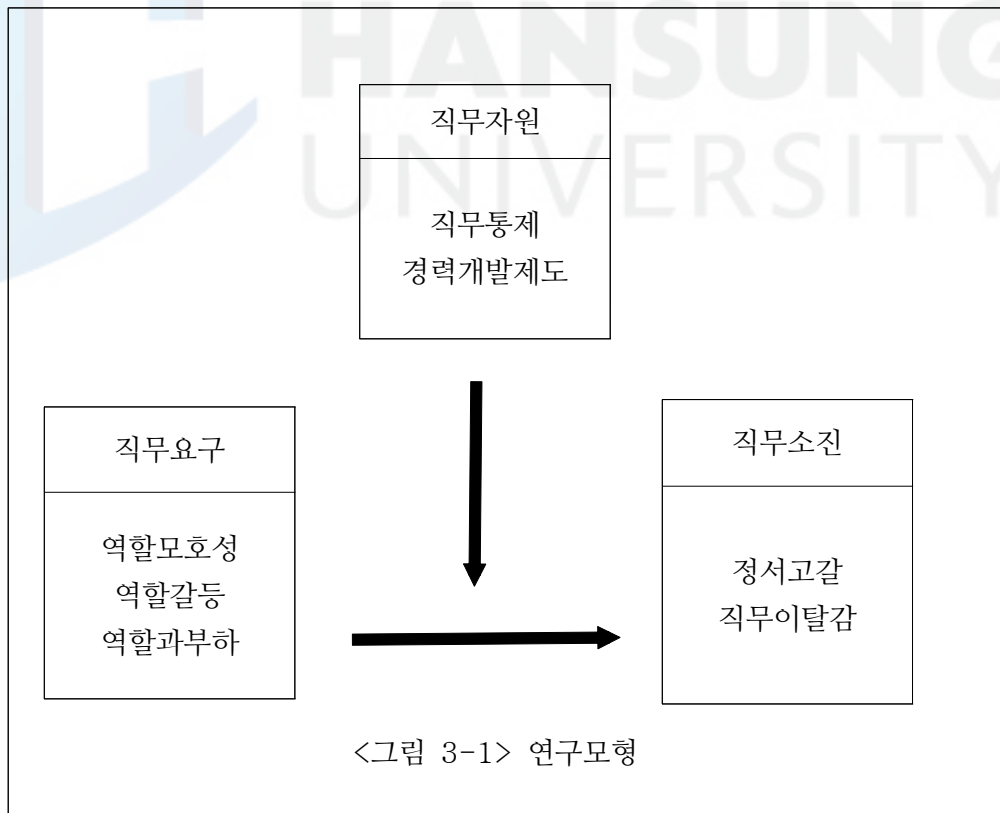 HANSUNG
UNIVERSITY
직무자원
직무통제
경력개발제도
직무요구
역할모호성
역할갈등
역할과부하
직무소진
정서고갈
직무이탈감
<그림 3-1> 연구모형